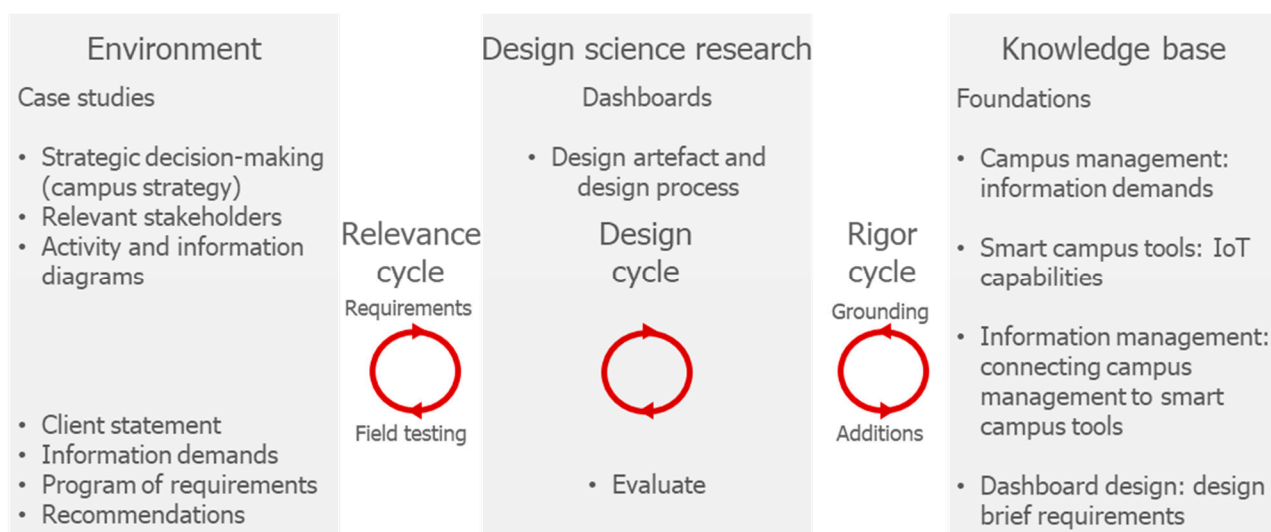 Environment
Case studies
• Strategic decision-making
(campus strategy)
• Relevant stakeholders
• Activity and information
diagrams
• Client statement
• Information demands
• Program of requirements
• Recommendations
Relevance
cycle
Requirements
Field testing
Design science research
Dashboards
• Design artefact and
design process
Design
cycle
• Evaluate
Rigor
cycle
Grounding
Additions
Knowledge base
Foundations
• Campus management:
information demands
• Smart campus tools: IoT
capabilities
• Information management:
connecting campus
management to smart
campus tools
• Dashboard design: design
brief requirements